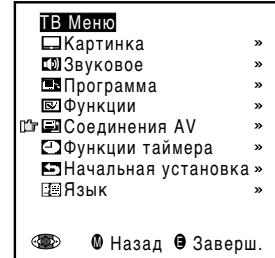 ТВ Меню
Картинка »
Звуковое »
Программа »
Функции »
Соединения AV »
Функции таймера »
Начальная установка »
Язык »
M Назад E Заверш.